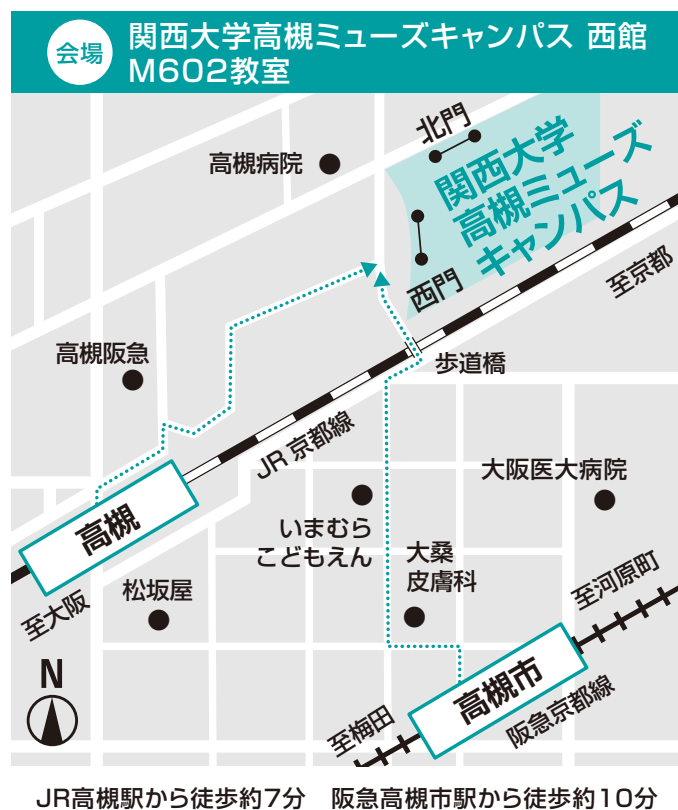 会場
関西大学高槻ミューズキャンパス 西館
M602教室
北門
高槻病院
関西大学
高槻ミューズ
キャンパス
西門
至京都
高槻阪急
歩道橋
JR京都線
大阪医大病院
高槻
いまむら
こどもえん
大桑
皮膚科
至大阪
松坂屋
至河原町
N
高槻市
至梅田
阪急京都線
JR高槻駅から徒歩約7分 阪急高槻市駅から徒歩約10分